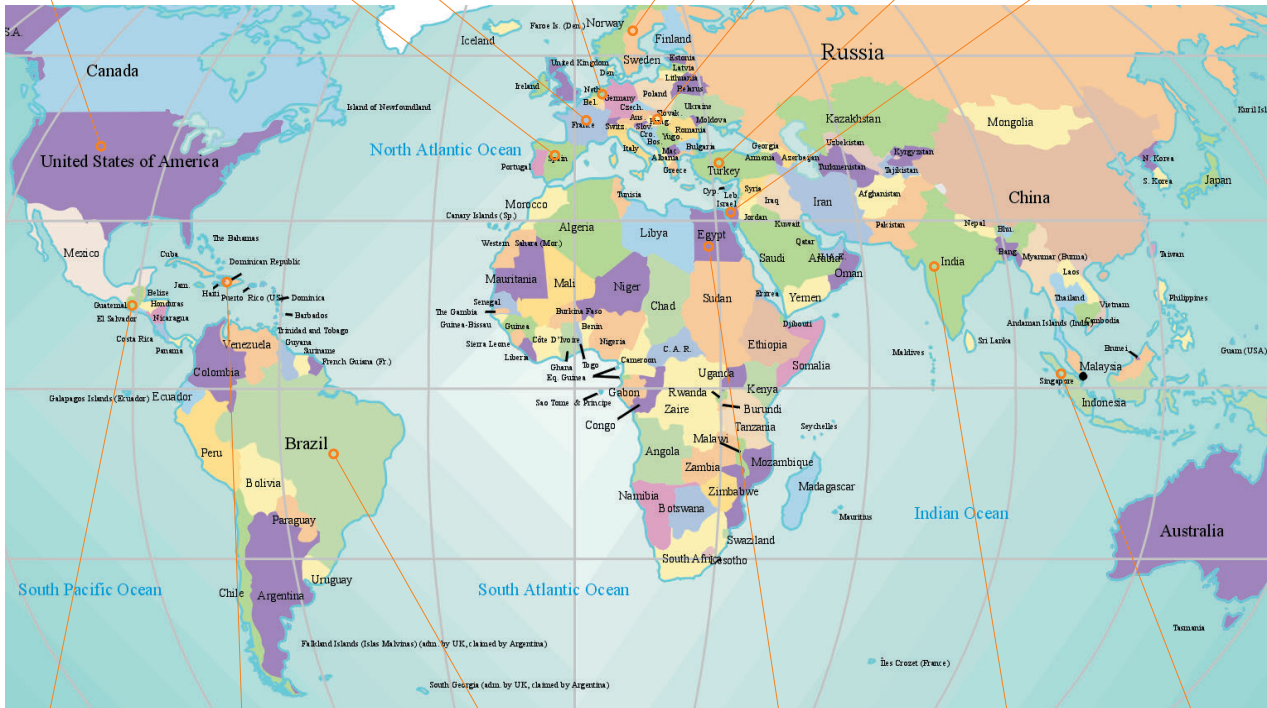 S.A.
Canada
United States of America
Island of Newfoundland
North Atlantic Ocean
Mexico
The Bahamas
Cuba
Dominican Republic
Jam.
Haiti
Puerto Rico (US)
Dominica
Barbados
Belize
Guatemal
Honduras
El Salvador
Nicaragua
Costa Rica
Panama
Trinidad and Tobago
Venezuela
Guyana
Suriname
French Guiana (Fr.)
Colombia
Galapagos Islands (Ecuador)
Ecuador
Peru
Brazil
Bolivia
Paraguay
Uruguay
Chile
Argentina
South Pacific Ocean
South Atlantic Ocean
Falkland Islands (Islas Malvinas) (adm. by UK, claimed by Argentina)
South Georgia (adm. by UK, claimed by Argentina)
Iceland
Faroe Is. (Den.)
Norway
Finland
Sweden
Estonia
Latvia
Lithuania
Belarus
United Kingdom
Den.
Ireland
Neth.
Bel.
Germany
Poland
Czech.
Slovak.
Ukraine
Moldova
France
Switz.
Aus.
Hung.
Slov.
Cro.
Bos.
Yugo.
Romania
Bulgaria
Mac.
Albania
Greece
Italy
Spain
Portugal
Russia
Kazakhstan
Mongolia
Kuril Isl
Georgia
Armenia
Azerbaijan
Uzbekistan
Turkmenistan
Kyrgyzstan
Tajikistan
Turkey
Cyp.
Leb.
Israel
Syria
Iraq
Jordan
Kuwait
Iran
Afghanistan
Pakistan
China
N. Korea
S. Korea
Japan
Nepal
Bhu.
Bang.
India
Myanmar (Burma)
Laos
Taiwan
Thailand
Vietnam
Cambodia
Philippines
Andaman Islands (India)
Sri Lanka
Maldives
Brunei
Malaysia
Singapore
Indonesia
Guam (USA)
Qatar
Saudi
Arabia
U.A.E.
Oman
Yemen
Morocco
Tunisia
Canary Islands (Sp.)
Algeria
Libya
Egypt
Western Sahara (Mor.)
Mauritania
Mali
Niger
Chad
Sudan
Eritrea
Djibouti
Ethiopia
Somalia
Senegal
The Gambia
Guinea-Bissau
Guinea
Sierra Leone
Liberia
Côte D'Ivoire
Burkina Faso
Ghana
Togo
Benin
Nigeria
Cameroon
C. A. R.
Eq. Guinea
Sao Tome & Principe
Gabon
Congo
Zaire
Uganda
Rwanda
Kenya
Burundi
Tanzania
Seychelles
Angola
Malawi
Zambia
Mozambique
Madagascar
Mauritius
Namibia
Botswana
Zimbabwe
Swaziland
South Africa
Lesotho
Indian Ocean
Australia
Tasmania
Îles Crozet (France)